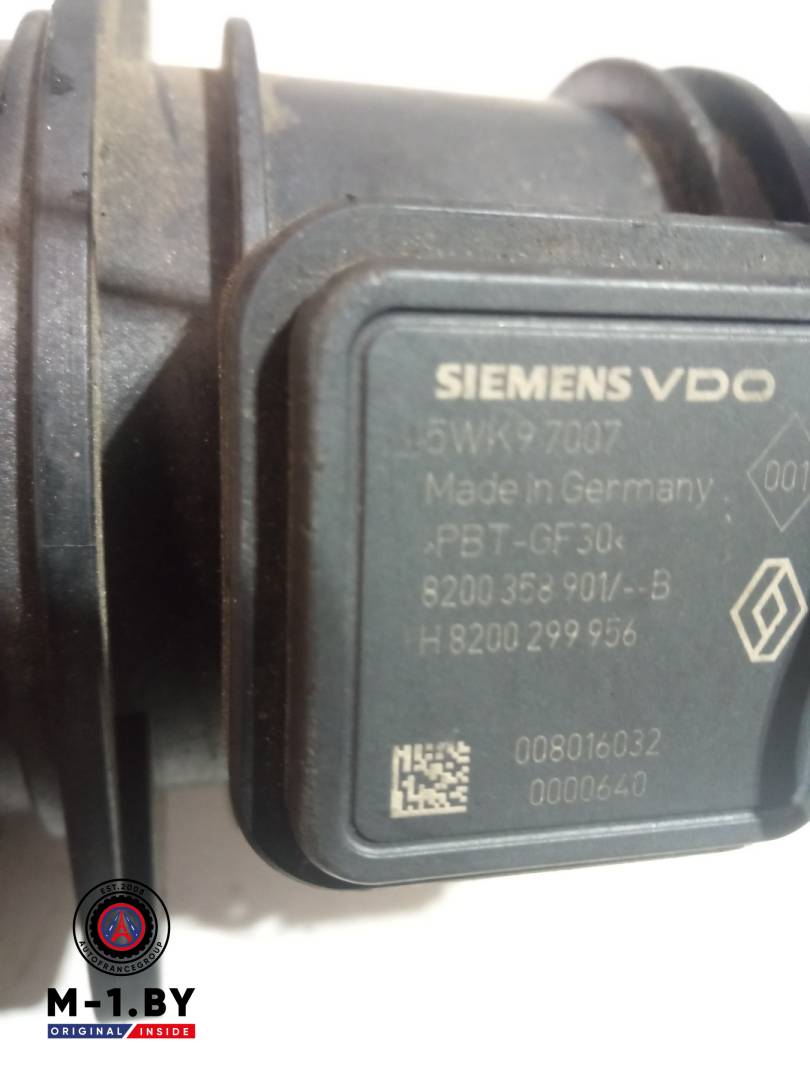 SIEMENS VDO
5WK9 7007
Made in Germany
001
>PBT-GF30<
8200 358 901/--B
H 8200 299 956
008016032
0000640
EST. 2008
AUTOFRANCEGROUP
M-1.BY
ORIGINAL INSIDE